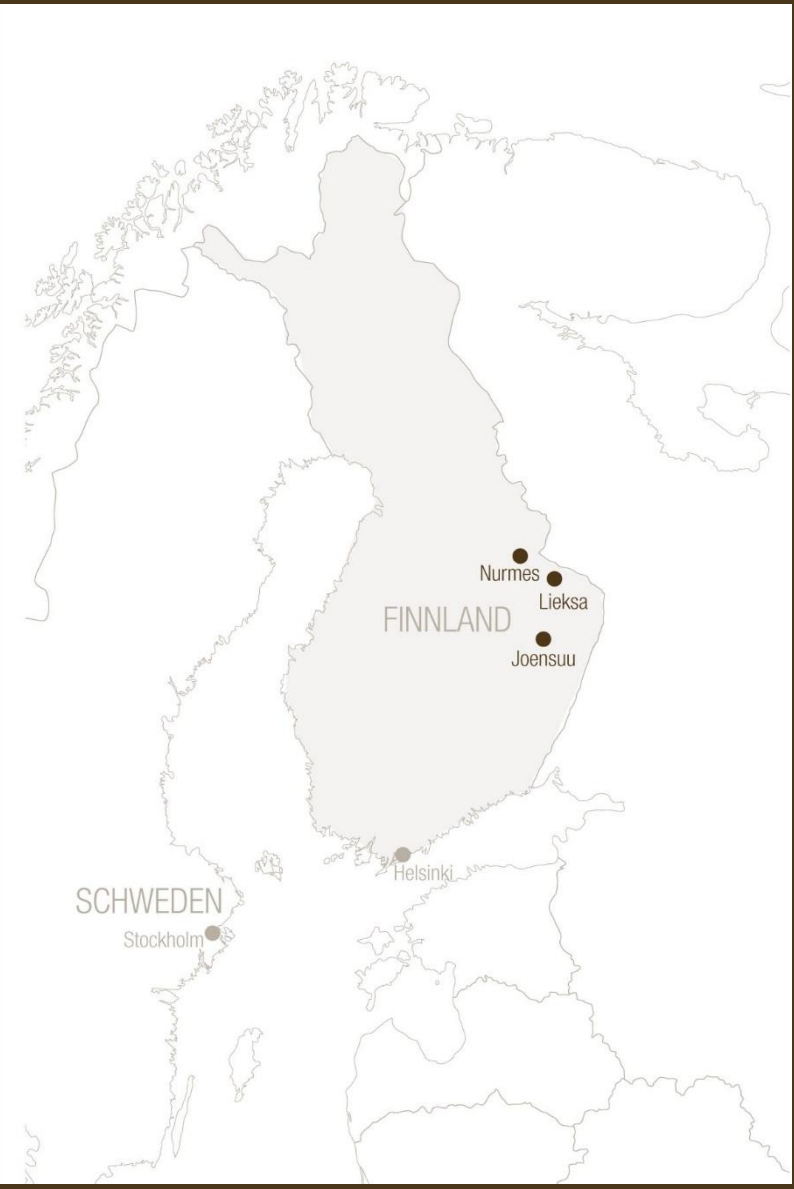 Nurmes
Lieksa
FINNLAND
Joensuu
Helsinki
SCHWEDEN
Stockholm